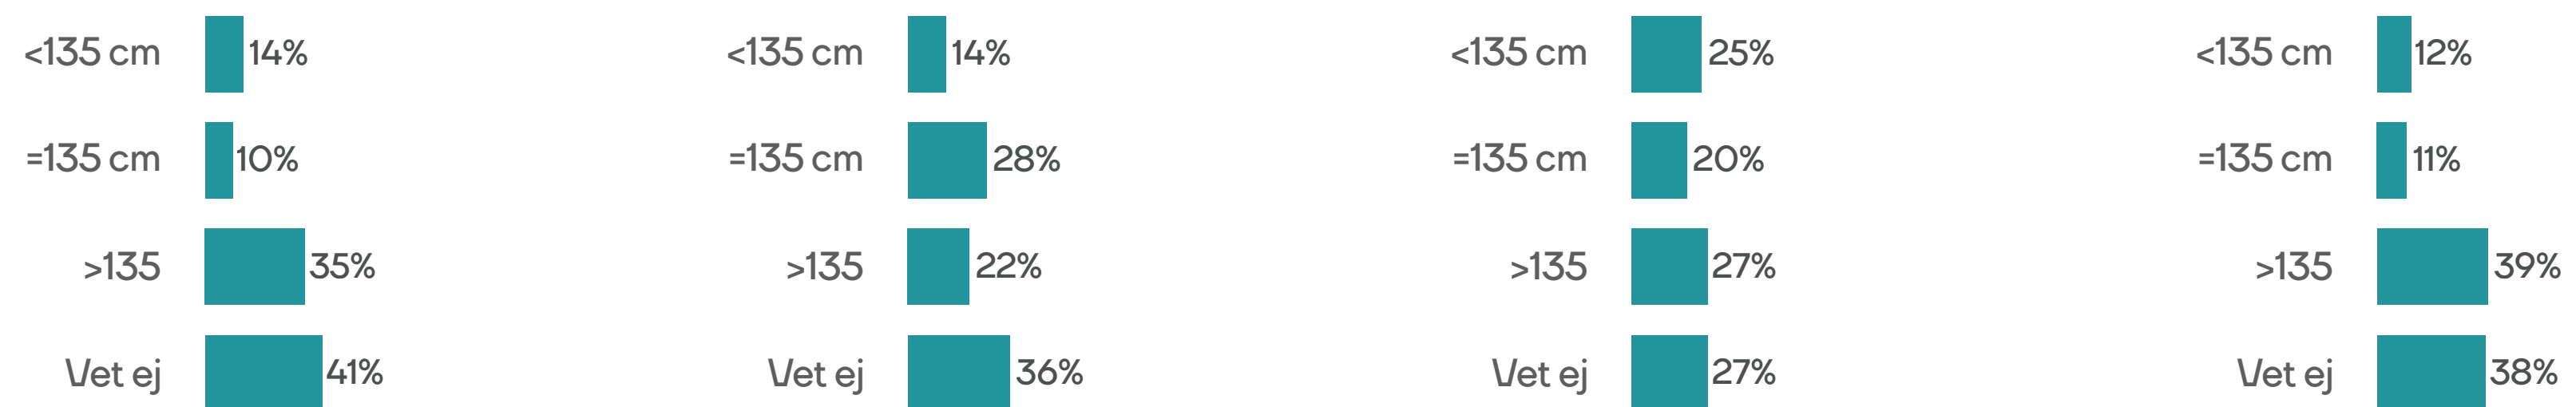 <135 cm 14%
=135 cm 10%
>135 35%
Vet ej 41%
<135 cm 14%
=135 cm 28%
>135 22%
Vet ej 36%
<135 cm 25%
=135 cm 20%
>135 27%
Vet ej 27%
<135 cm 12%
=135 cm 11%
>135 39%
Vet ej 38%